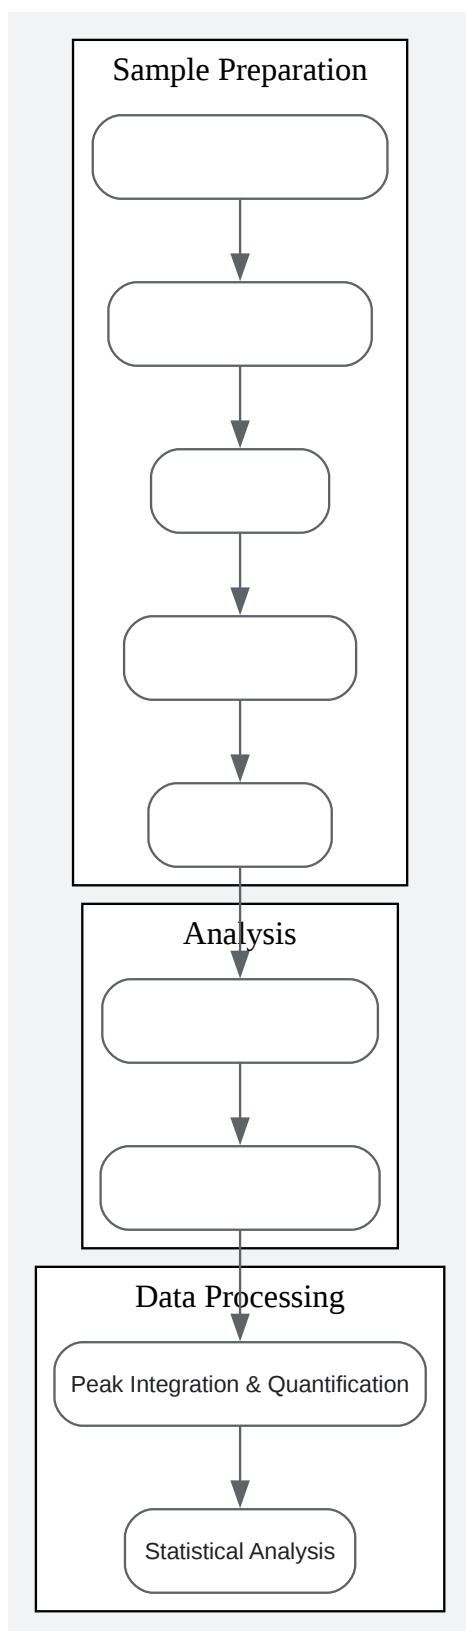 Sample Preparation
Analysis
Data Processing
Peak Integration & Quantification
Statistical Analysis